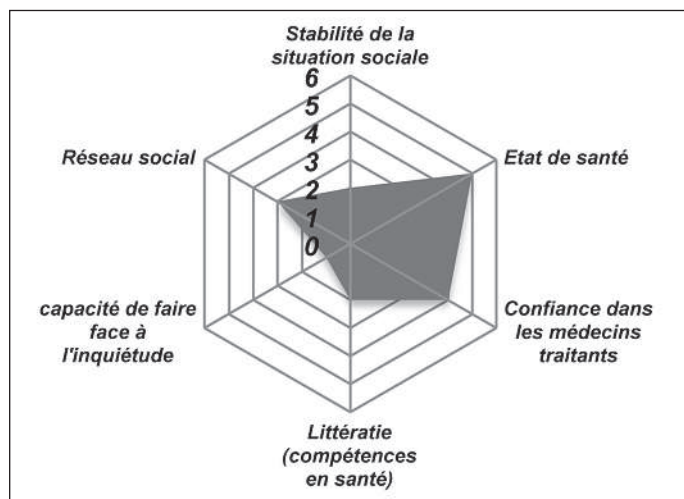 Stabilité de la
situation sociale
6
5
4
3
2
1
0
Réseau social
Etat de santé
capacité de faire
face à
l'inquiétude
Confiance dans
les médecins
traitants
Littératie
(compétences
en santé)